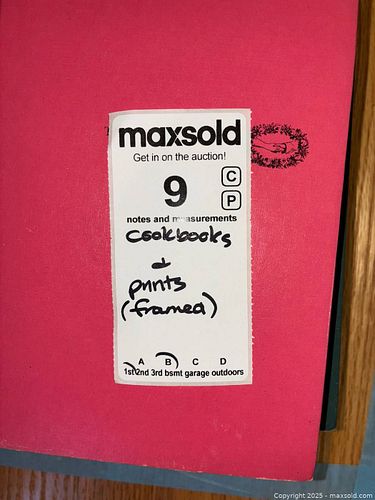 maxsold
Get in on the auction!
9
C
P
notes and measurements
cookbooks
+
prints
(framed)
A B C D
1st 2nd 3rd bsmt garage outdoors
Copyright 2025 - maxsold.com